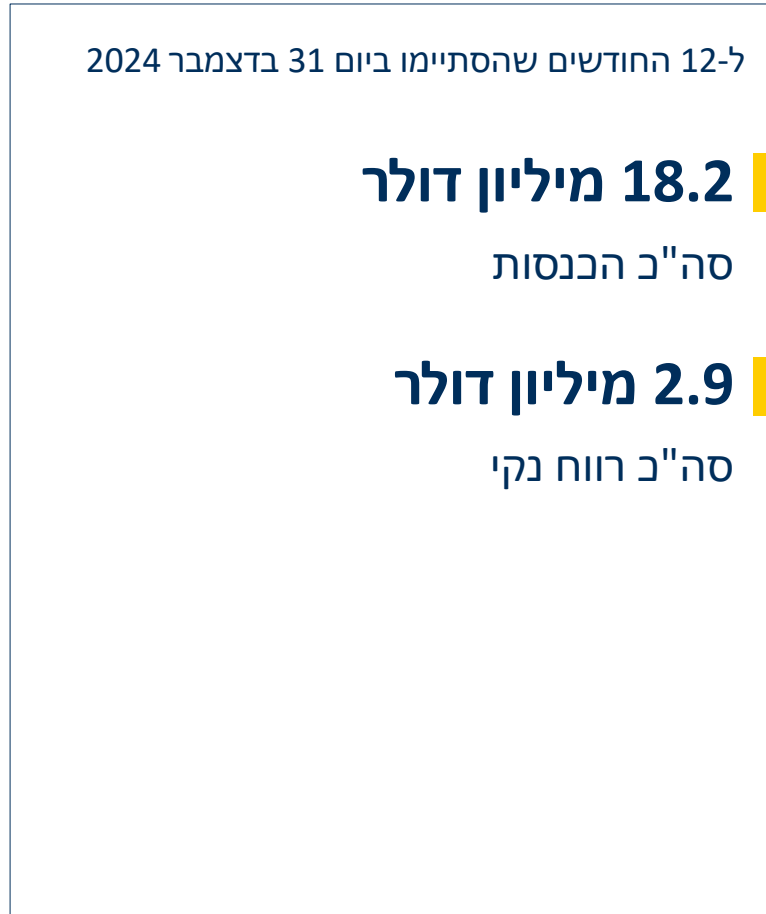 ל-12 החודשים שהסתיימו ביום 31 בדצמבר 2024
18.2 מיליון דולר
סה"כ הכנסות
2.9 מיליון דולר
סה"כ רווח נקי